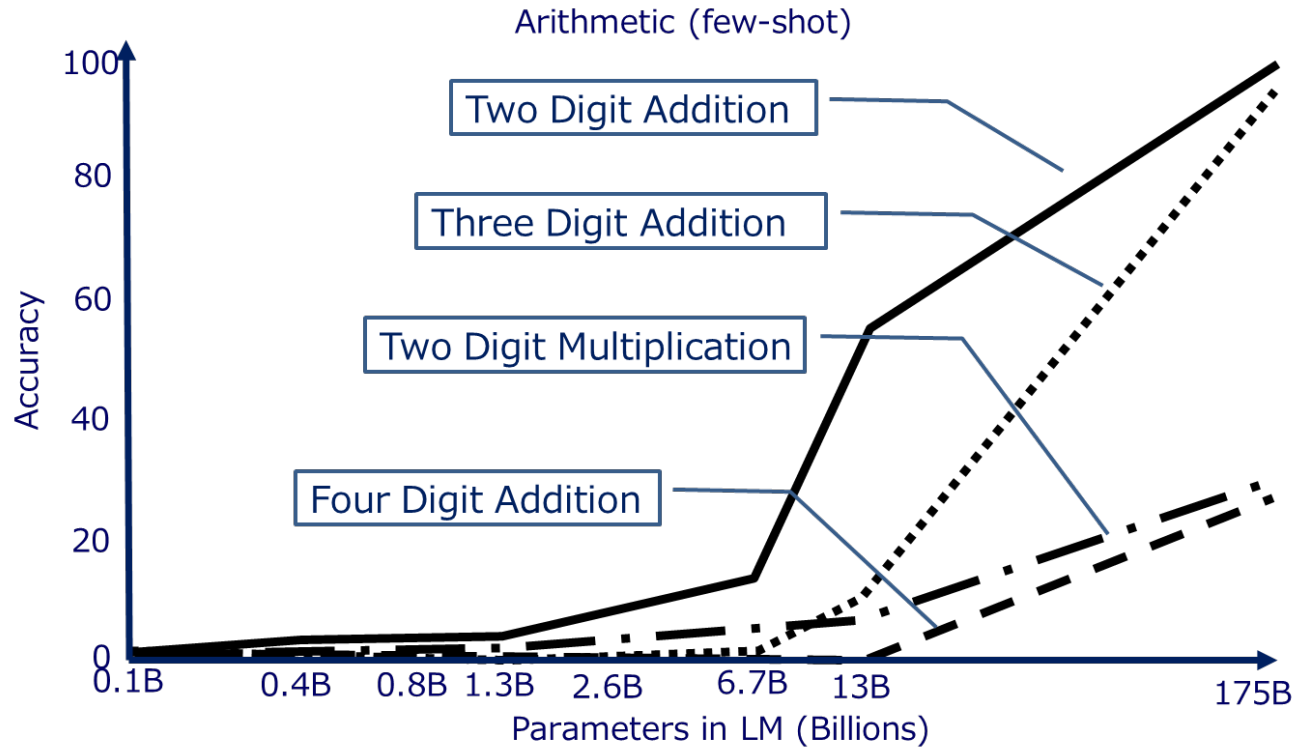 Arithmetic (few-shot)
100
80
60
40
20
0
Accuracy
Two Digit Addition
Three Digit Addition
Two Digit Multiplication
Four Digit Addition
0.1B 0.4B 0.8B 1.3B 2.6B 6.7B 13B 175B
Parameters in LM (Billions)